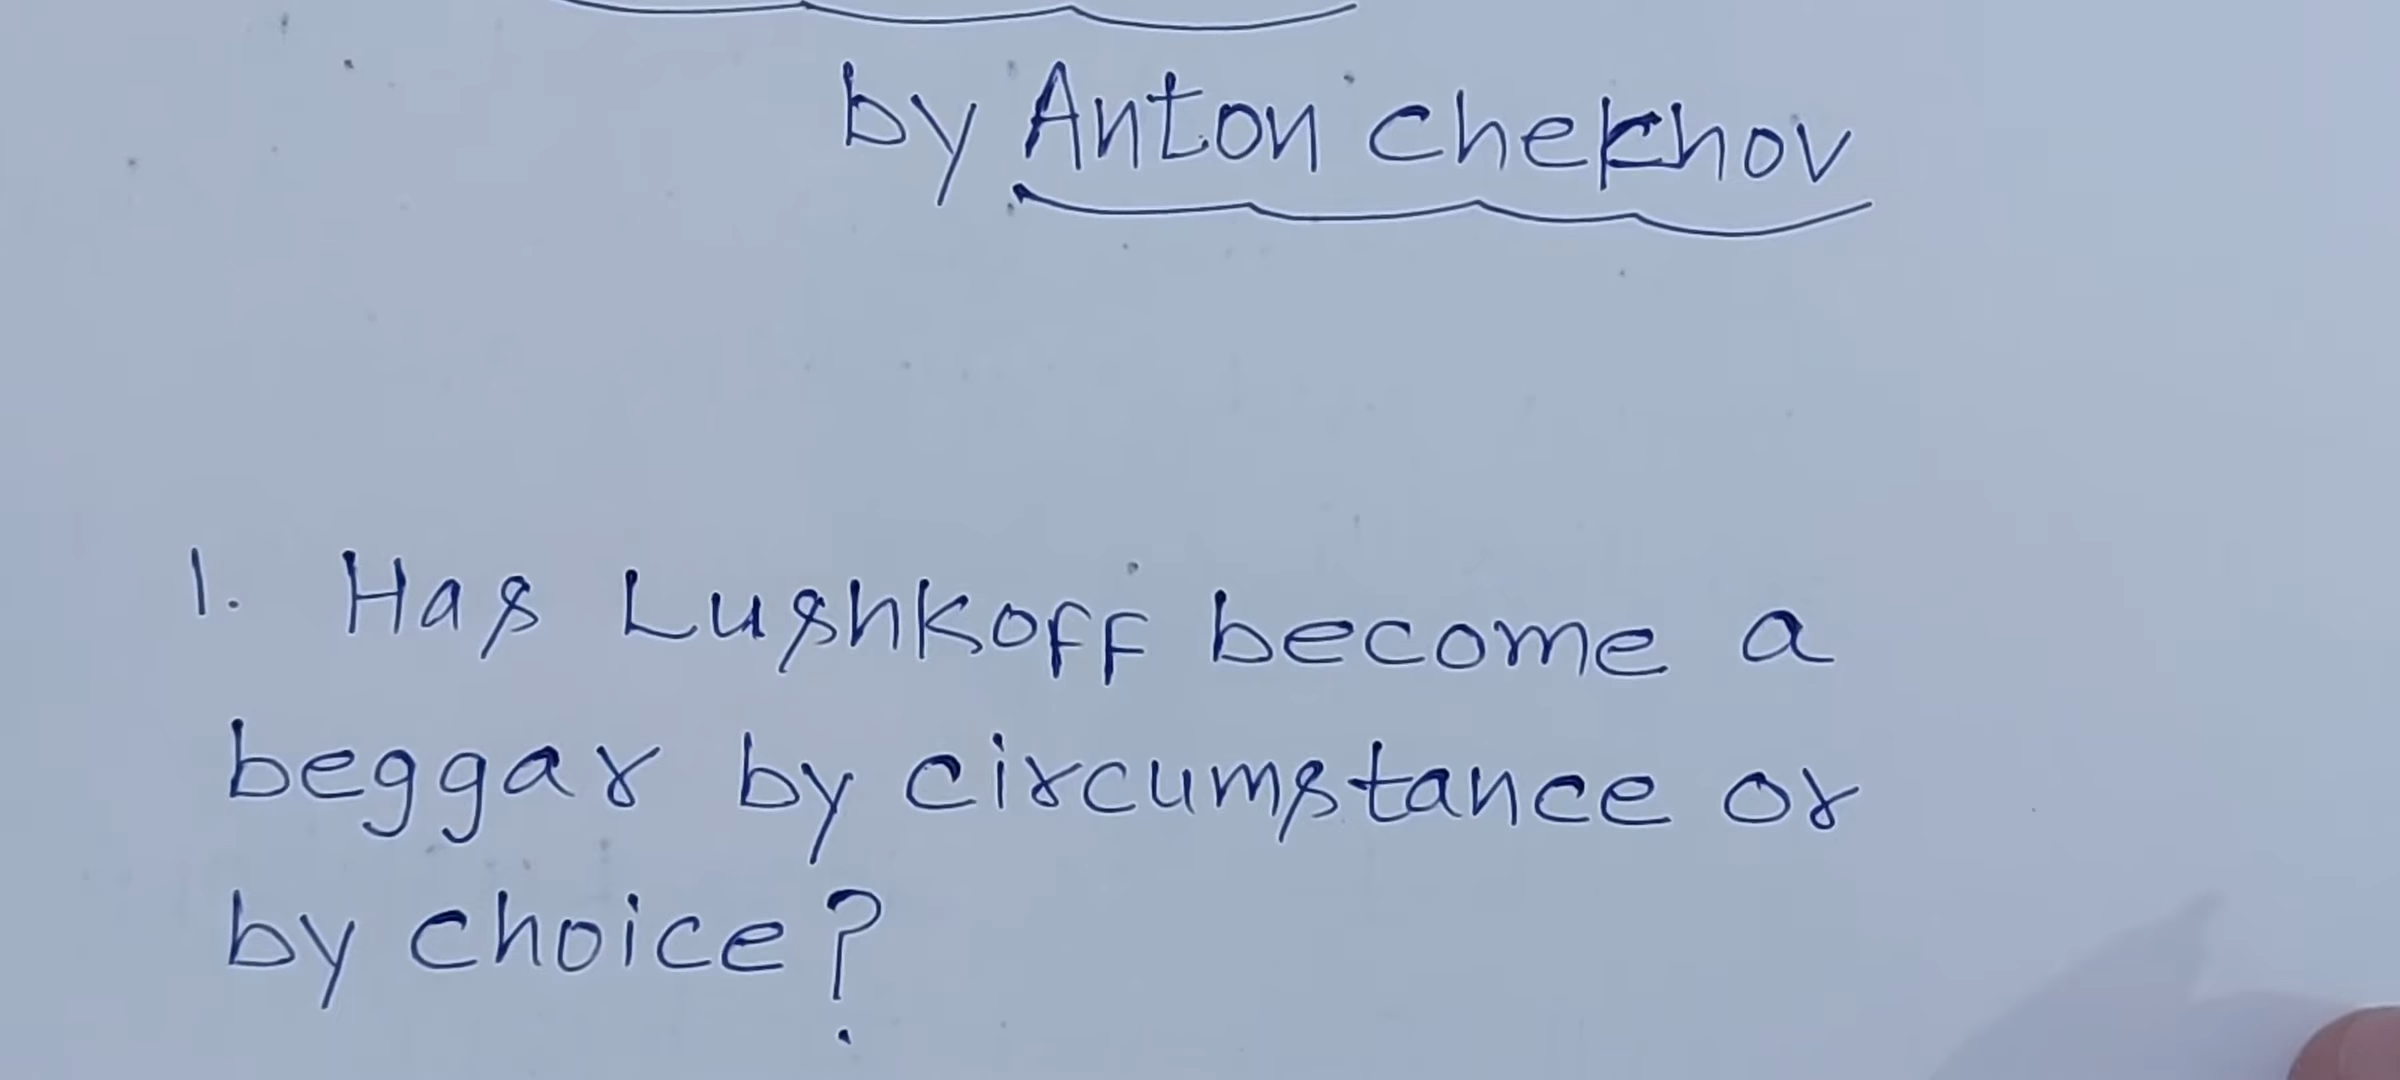 by Anton Chekhov
1. Has Lushkoff become a
beggar by circumstance or
by choice?